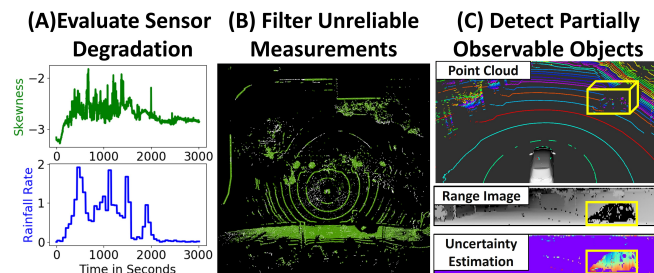 (A)Evaluate Sensor
Degradation
(B) Filter Unreliable
Measurements
(C) Detect Partially
Observable Objects
Skewness
−2
−3
0
1000
2000
3000
Rainfall Rate
2
1
0
0
1000
2000
3000
Time in Seconds
Point Cloud
Range Image
Uncertainty
Estimation